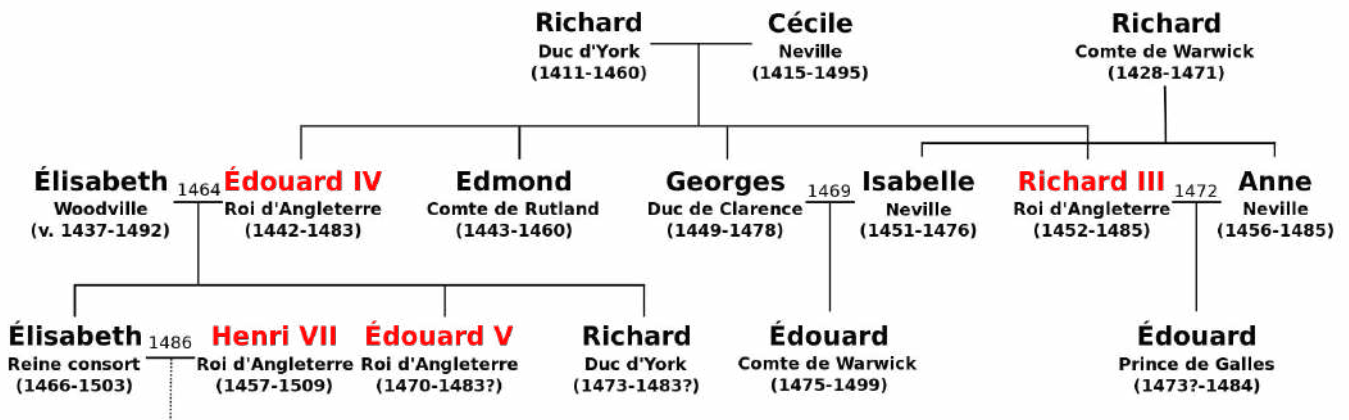 Richard Cécile Richard
Duc d'York Neville Comte de Warwick
(1411-1460) (1415-1495) (1428-1471)
Élisabeth 1464 Édouard IV Edmond Georges 1469 Isabelle Richard III 1472 Anne
Woodville Roi d'Angleterre Comte de Rutland Duc de Clarence Neville Roi d'Angleterre Neville
(v. 1437-1492) (1442-1483) (1443-1460) (1449-1478) (1451-1476) (1452-1485) (1456-1485)
Élisabeth 1486 Henri VII Édouard V Richard Édouard Édouard
Reine consort Roi d'Angleterre Roi d'Angleterre Duc d'York Comte de Warwick Prince de Galles
(1466-1503) (1457-1509) (1470-1483?) (1473-1483?) (1475-1499) (1473?-1484)